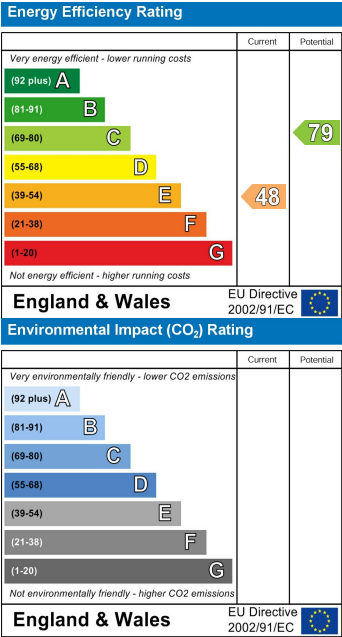 Energy Efficiency Rating
Current Potential
Very energy efficient - lower running costs
(92 plus) A
(81-91) B
(69-80) C
79
(55-68) D
(39-54) E
48
(21-38) F
(1-20) G
Not energy efficient - higher running costs
England & Wales
EU Directive
2002/91/EC
Environmental Impact (CO₂) Rating
Current Potential
Very environmentally friendly - lower CO2 emissions
(92 plus) A
(81-91) B
(69-80) C
(55-68) D
(39-54) E
(21-38) F
(1-20) G
Not environmentally friendly - higher CO2 emissions
England & Wales
EU Directive
2002/91/EC